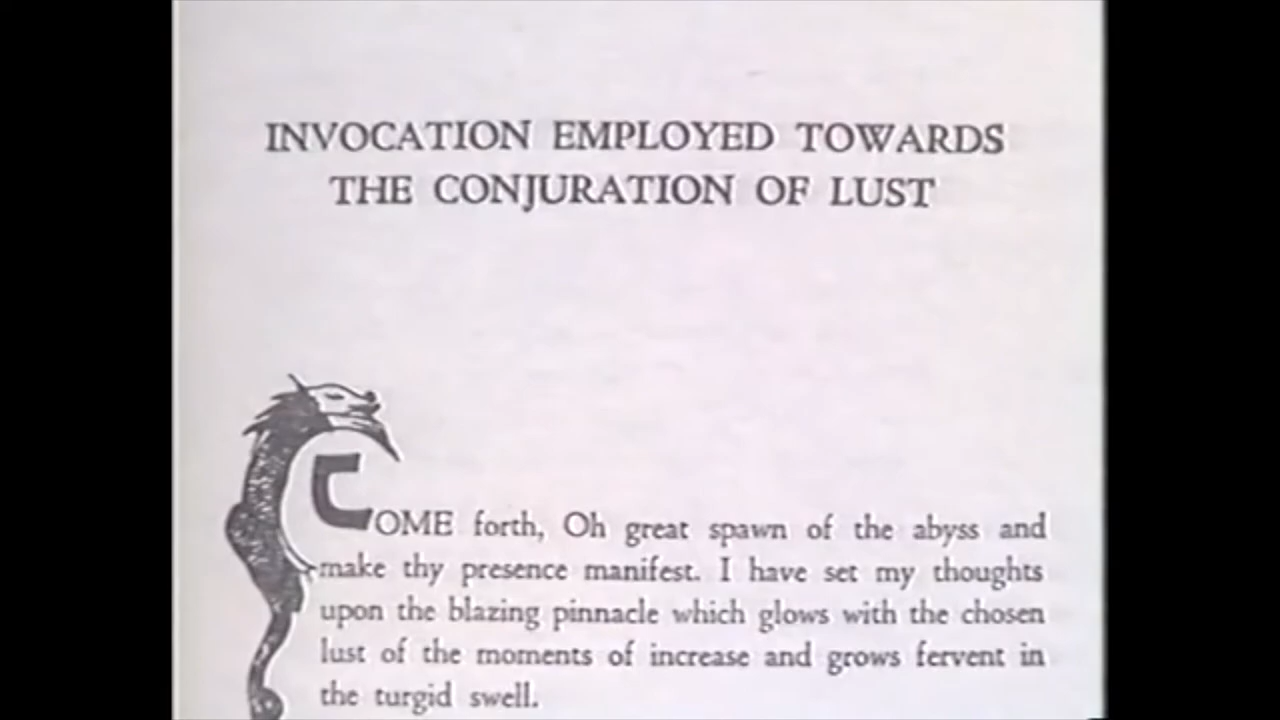 INVOCATION EMPLOYED TOWARDS
THE CONJURATION OF LUST
COME forth, Oh great spawn of the abyss and
make thy presence manifest. I have set my thoughts
upon the blazing pinnacle which glows with the chosen
lust of the moments of increase and grows fervent in
the turgid swell.